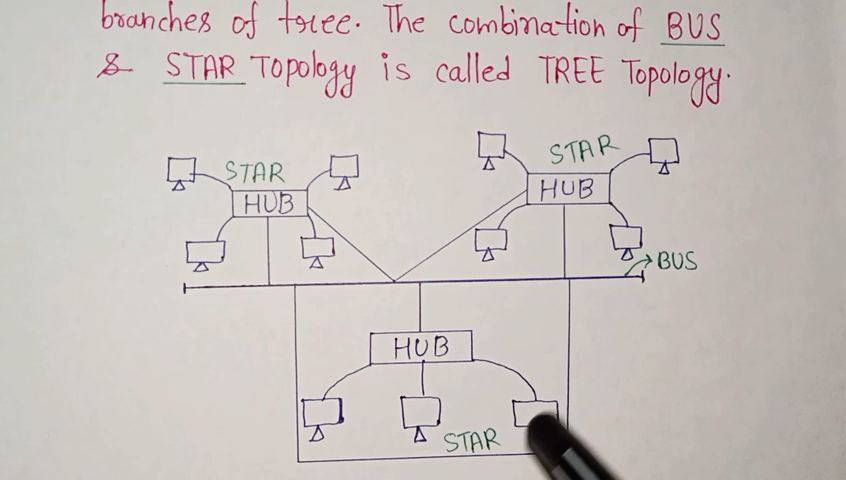 branches of tree. The combination of BUS
& STAR Topology is called TREE Topology.
STAR
STAR
HUB
HUB
BUS
HUB
STAR